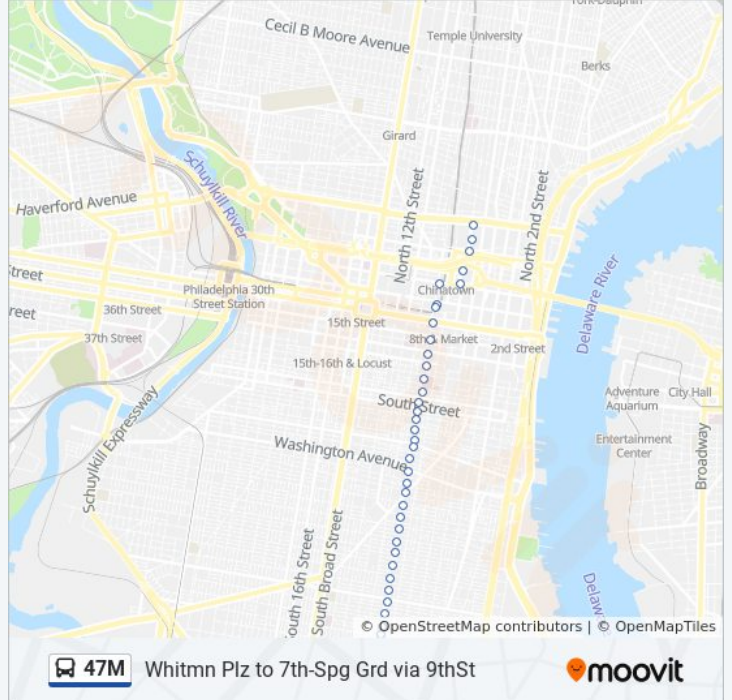 York-Dauphin
Cecil B Moore Avenue
Temple University
Berks
Girard
Schuylkill River
Haverford Avenue
North 12th Street
North 2nd Street
Delaware River
Street
Philadelphia 30th
Street Station
Chinatown
reet
36th Street
15th Street
37th Street
8th & Market
2nd Street
15th-16th & Locust
Adventure
Aquarium
City Hall
South Street
Entertainment
Center
Broadway
Washington Avenue
Schuylkill Expressway
outh 16th Street
South Broad Street
Delawa
© OpenStreetMap contributors | © OpenMapTiles
47M
Whitmn Plz to 7th-Spg Grd via 9thSt
moovit